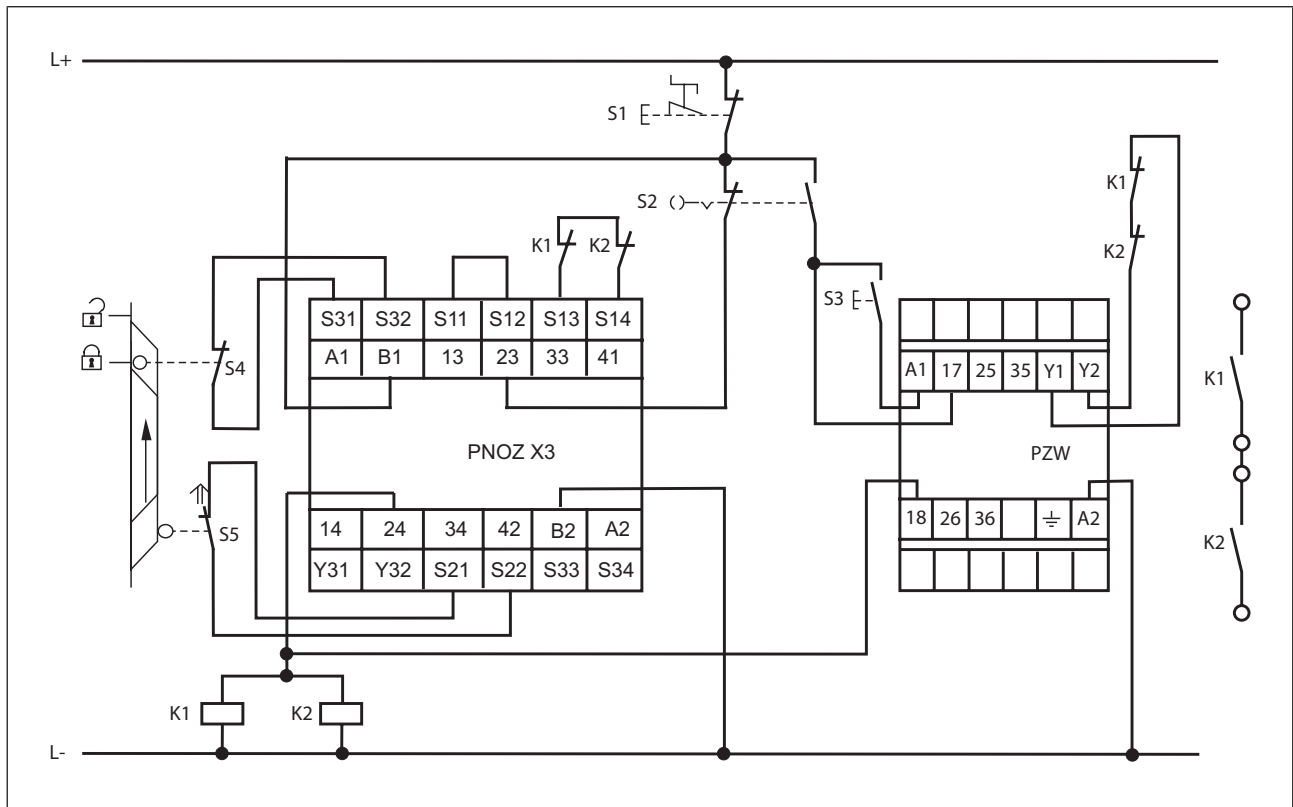 L+
S1
S2
K1
K2
K1
K2
S3
S31 S32 S11 S12 S13 S14
A1 B1 13 23 33 41
S4
PNOZ X3
A1 17 25 35 Y1 Y2
PZW
K1
S5
14 24 34 42 B2 A2
Y31 Y32 S21 S22 S33 S34
18 26 36 A2
K2
K1
K2
L-